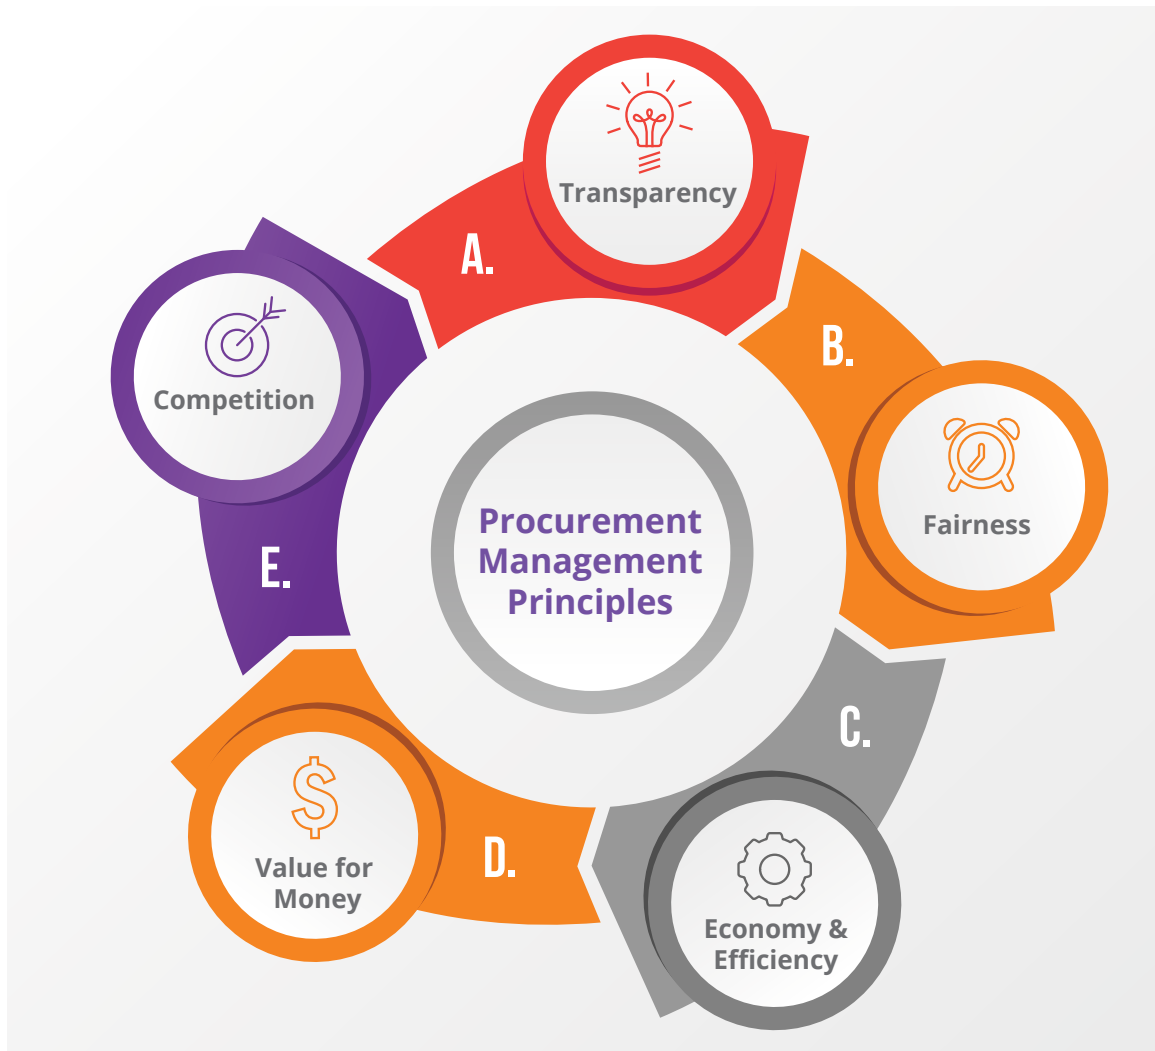 Procurement
Management
Principles
A.
Transparency
B.
Fairness
C.
Economy &
Efficiency
D.
Value for
Money
E.
Competition